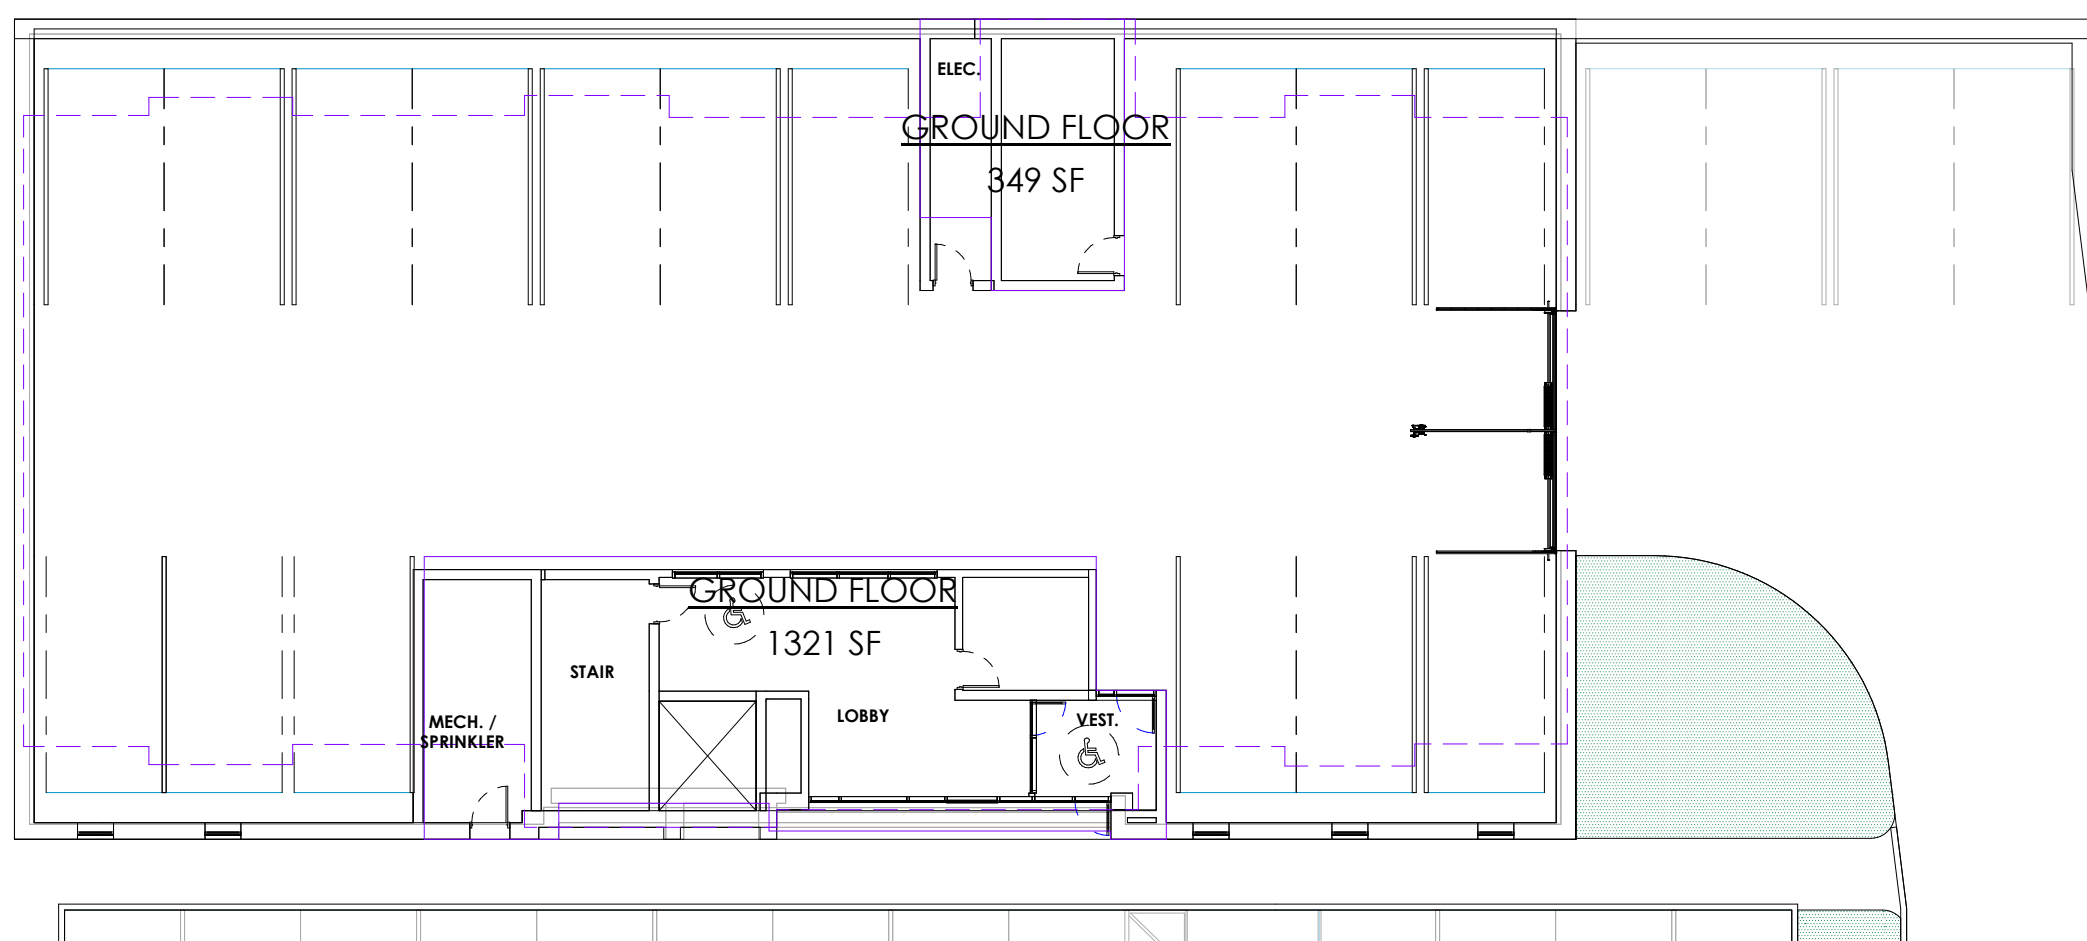 ELEC.
GROUND FLOOR
349 SF
GROUND FLOOR
1321 SF
STAIR
LOBBY
MECH. /
SPRINKLER
VEST.